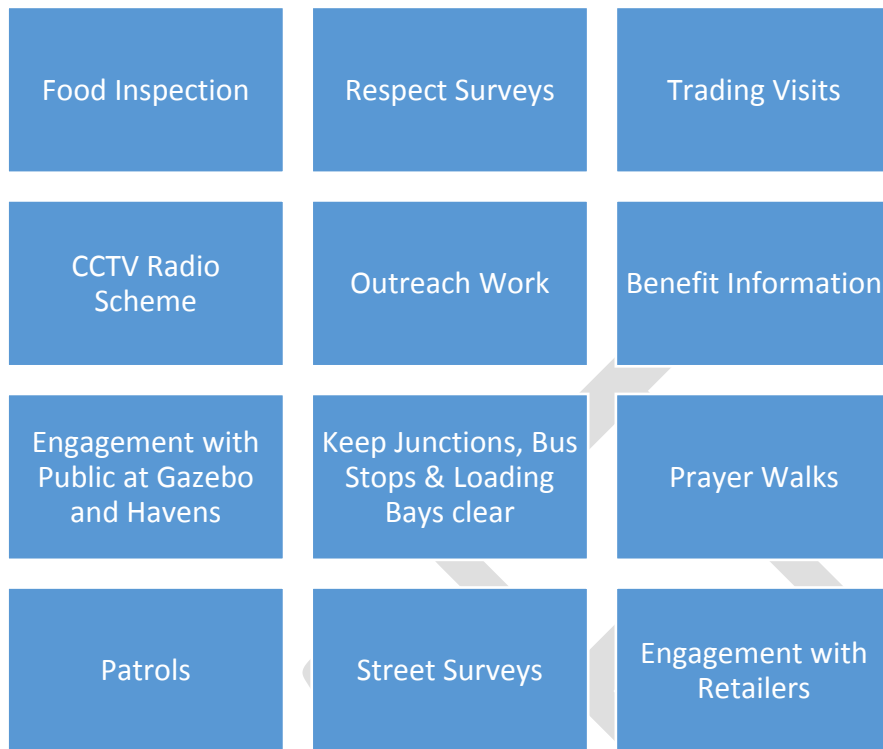 Food Inspection
Respect Surveys
Trading Visits
CCTV Radio
Scheme
Outreach Work
Benefit Information
Engagement with
Public at Gazebo
and Havens
Keep Junctions, Bus
Stops & Loading
Bays clear
Prayer Walks
Patrols
Street Surveys
Engagement with
Retailers